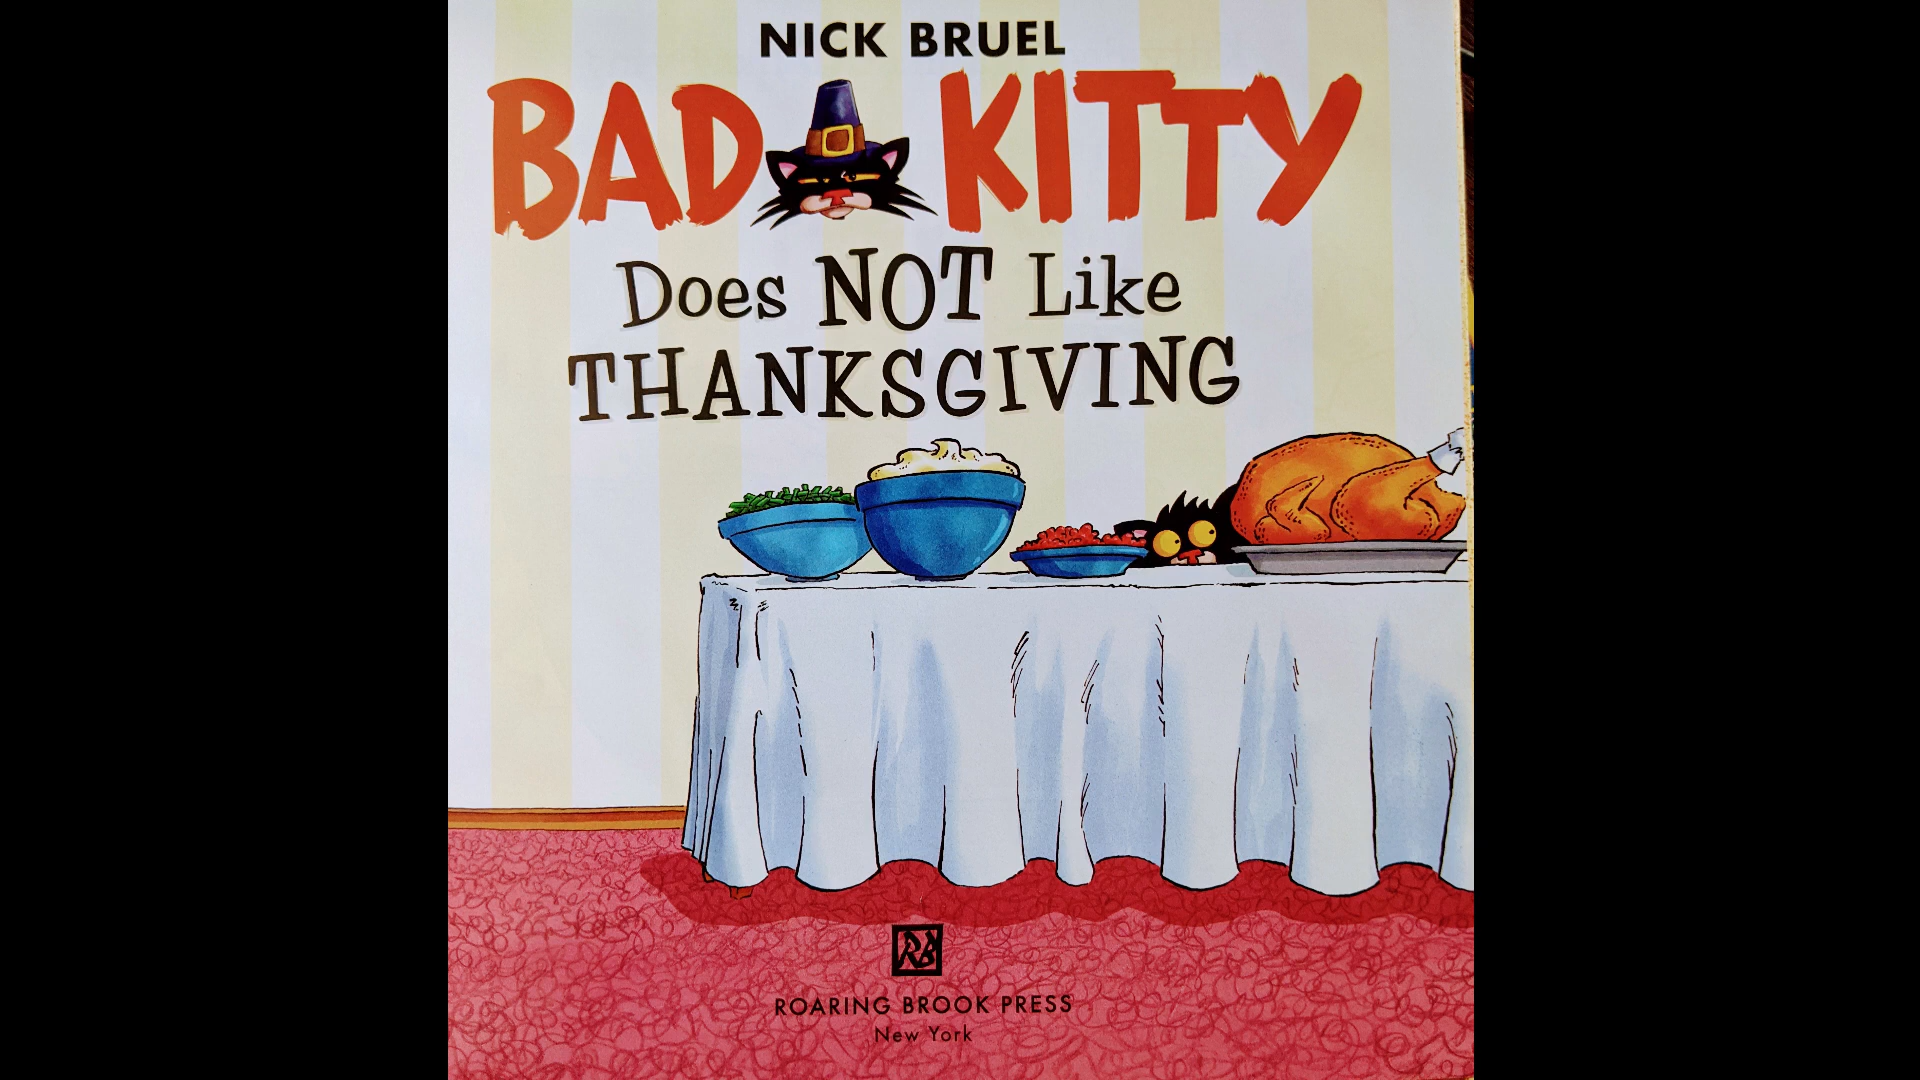 NICK BRUEL
BAD KITTY
Does NOT Like
THANKSGIVING
RB
ROARING BROOK PRESS
New York